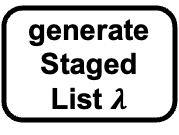 generate
Staged
List λ